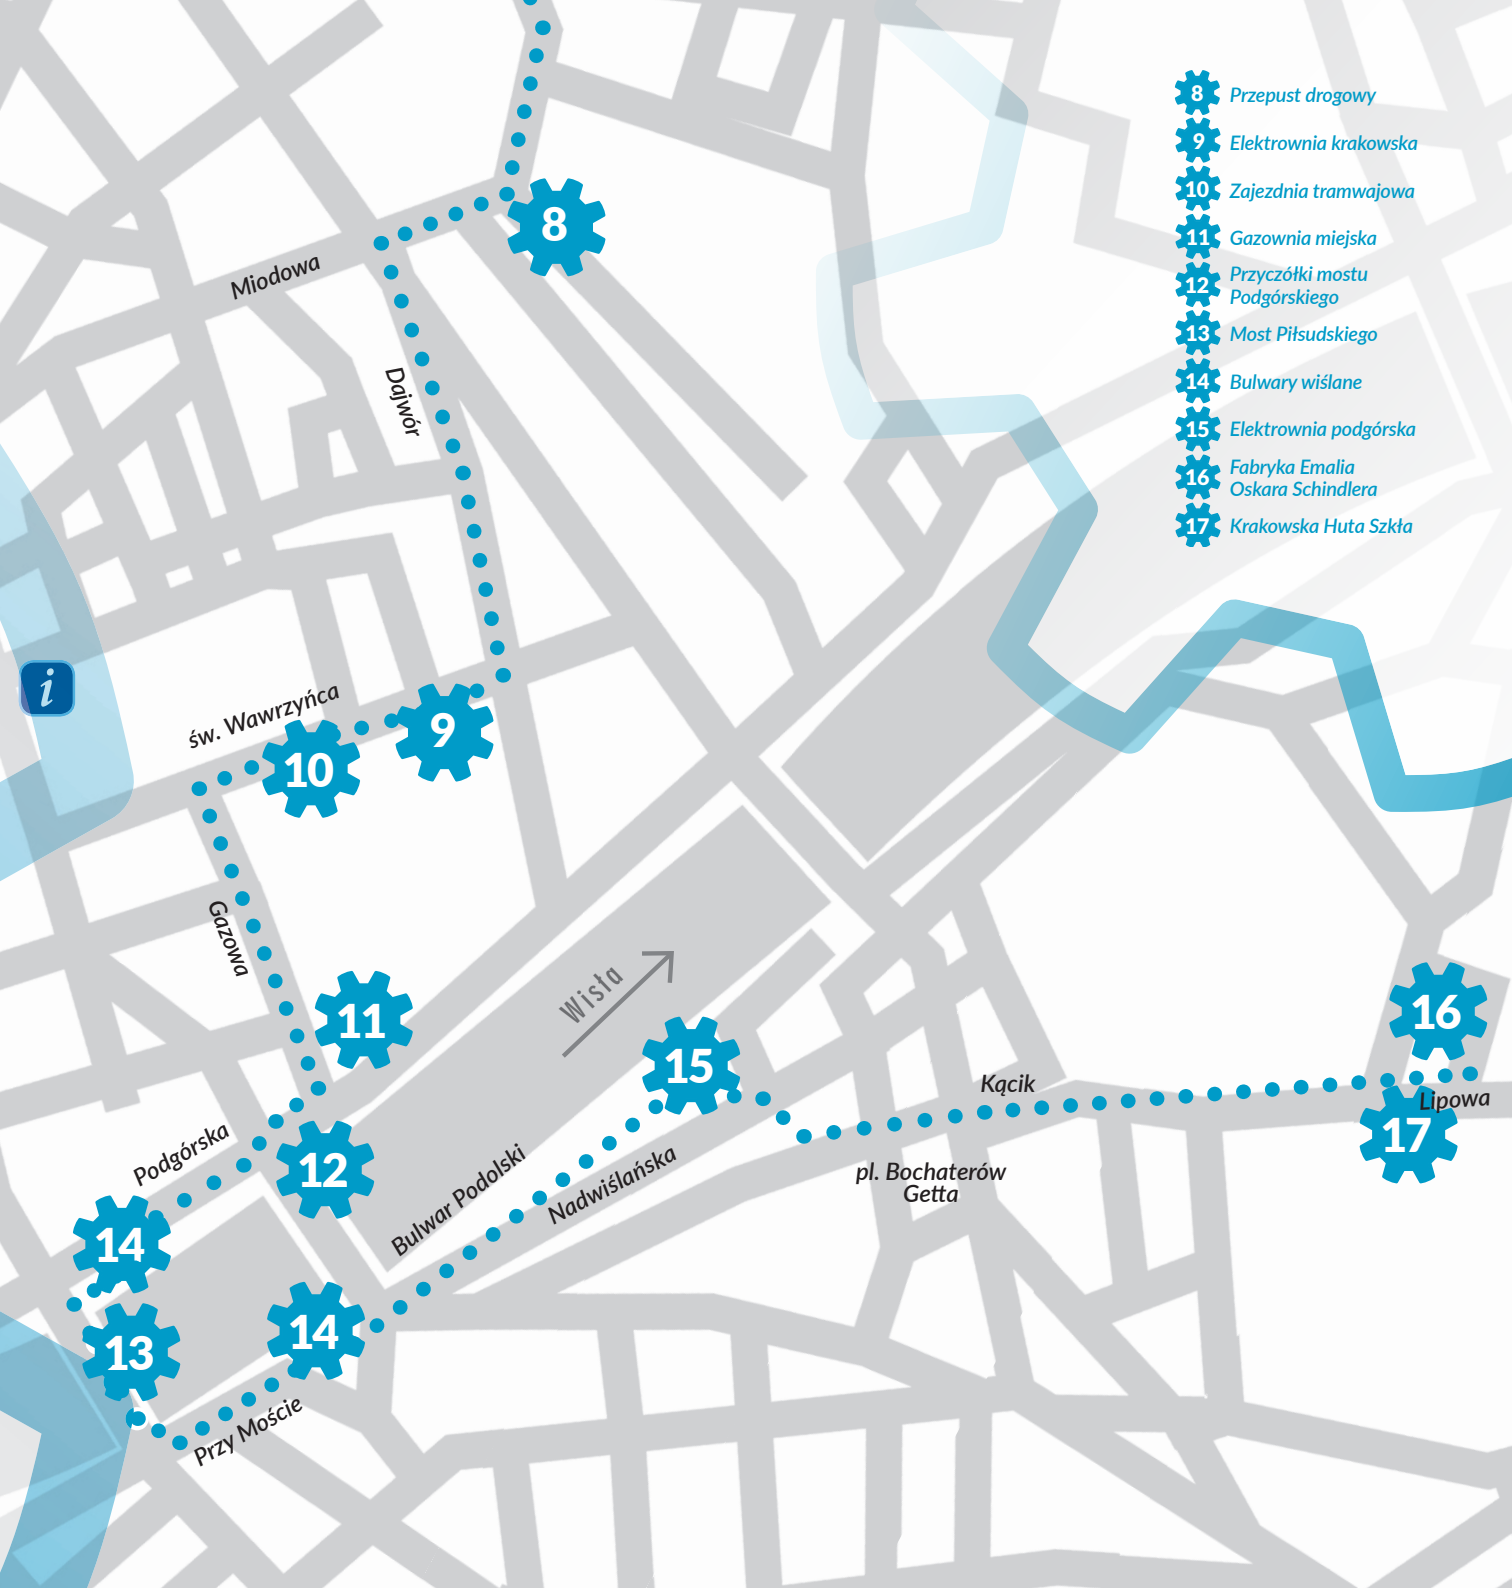 8 Przepust drogowy
9 Elektrownia krakowska
10 Zajezdnia tramwajowa
11 Gazownia miejska
12 Przyczółki mostu
Podgórskiego
13 Most Piłsudskiego
14 Bulwary wiślane
15 Elektrownia podgórska
16 Fabryka Emalia
Oskara Schindlera
17 Krakowska Huta Szkła
8
Miodowa
Dajwór
i
św. Wawrzyńca
9
10
Gazowa
11
Wisła
15
16
Kącik
Lipowa
17
Podgórska
12
Bulwar Podolski
Nadwiślańska
pl. Bochaterów
Getta
14
13
14
Przy Moście